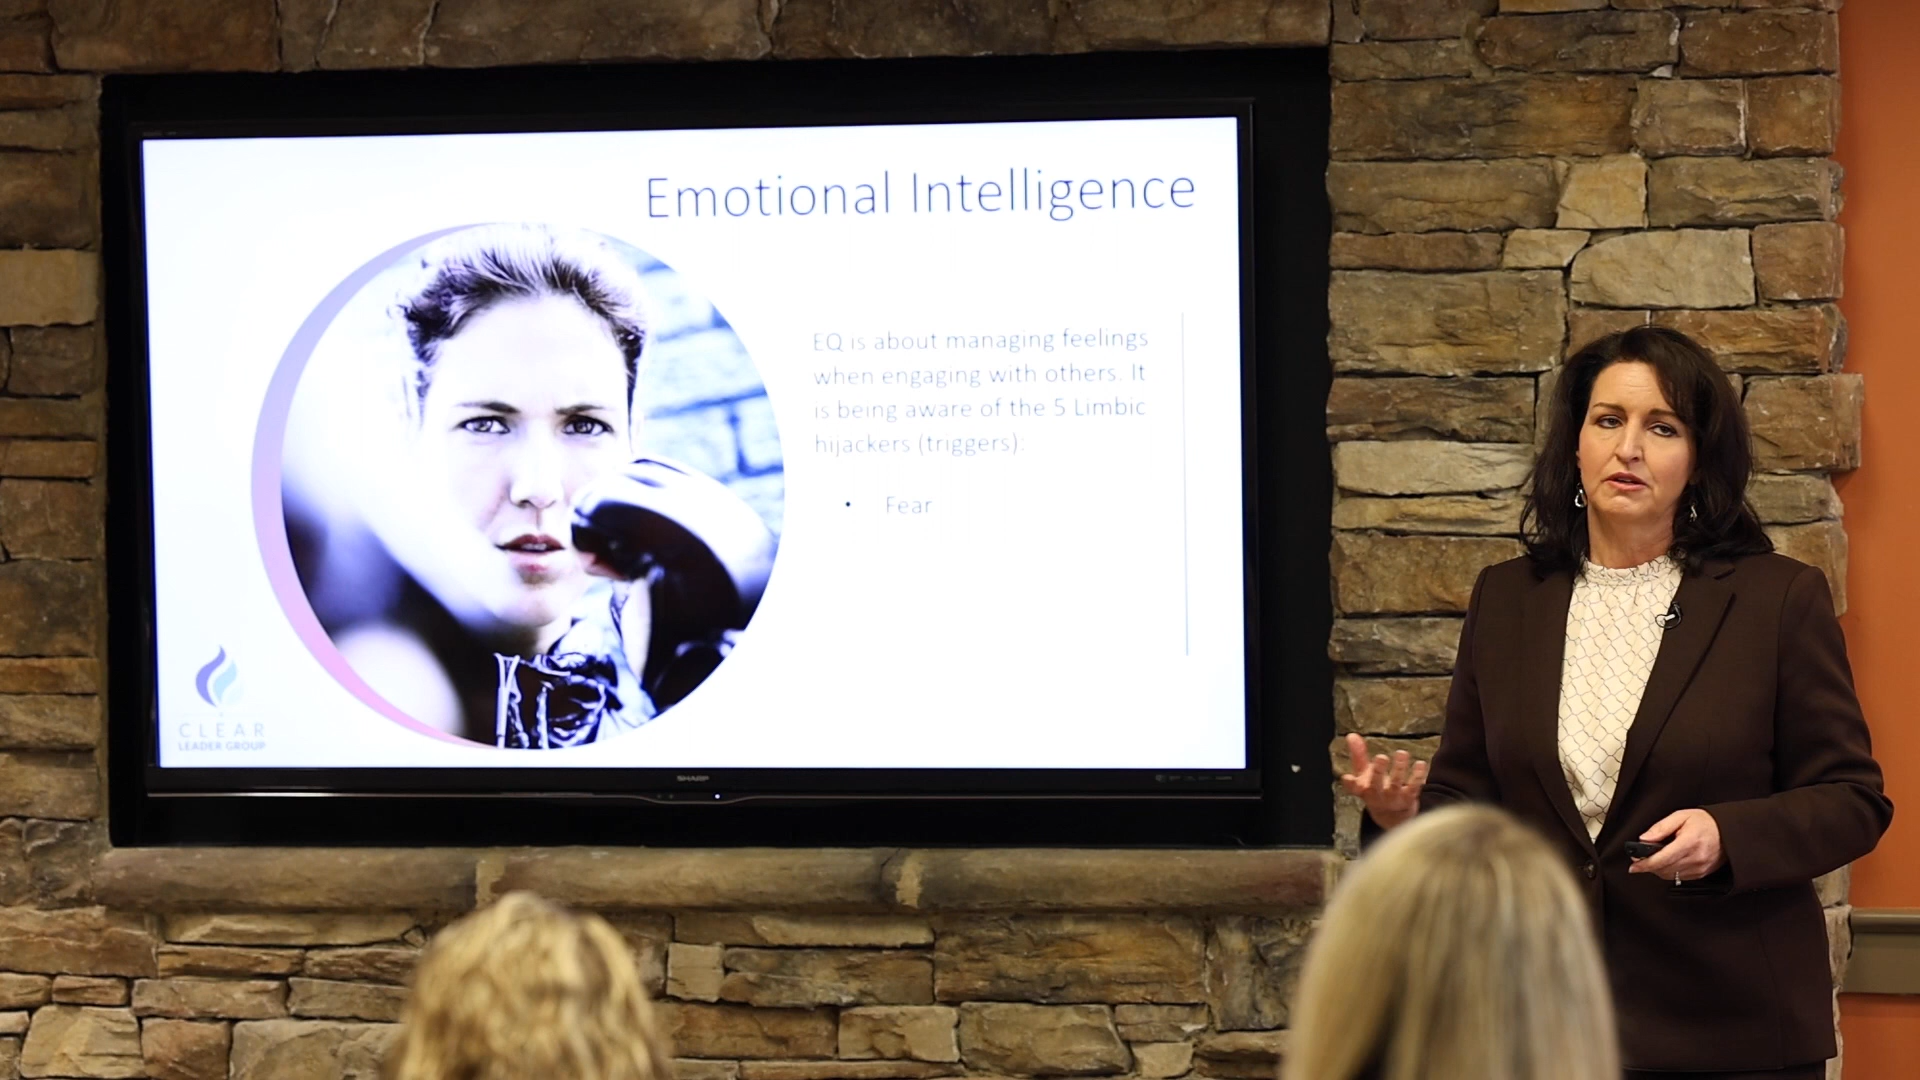 Emotional Intelligence
EQ is about managing feelings
when engaging with others. It
is being aware of the 5 Limbic
hijackers (triggers):
• Fear
CLEAR
LEADER GROUP
SHARP